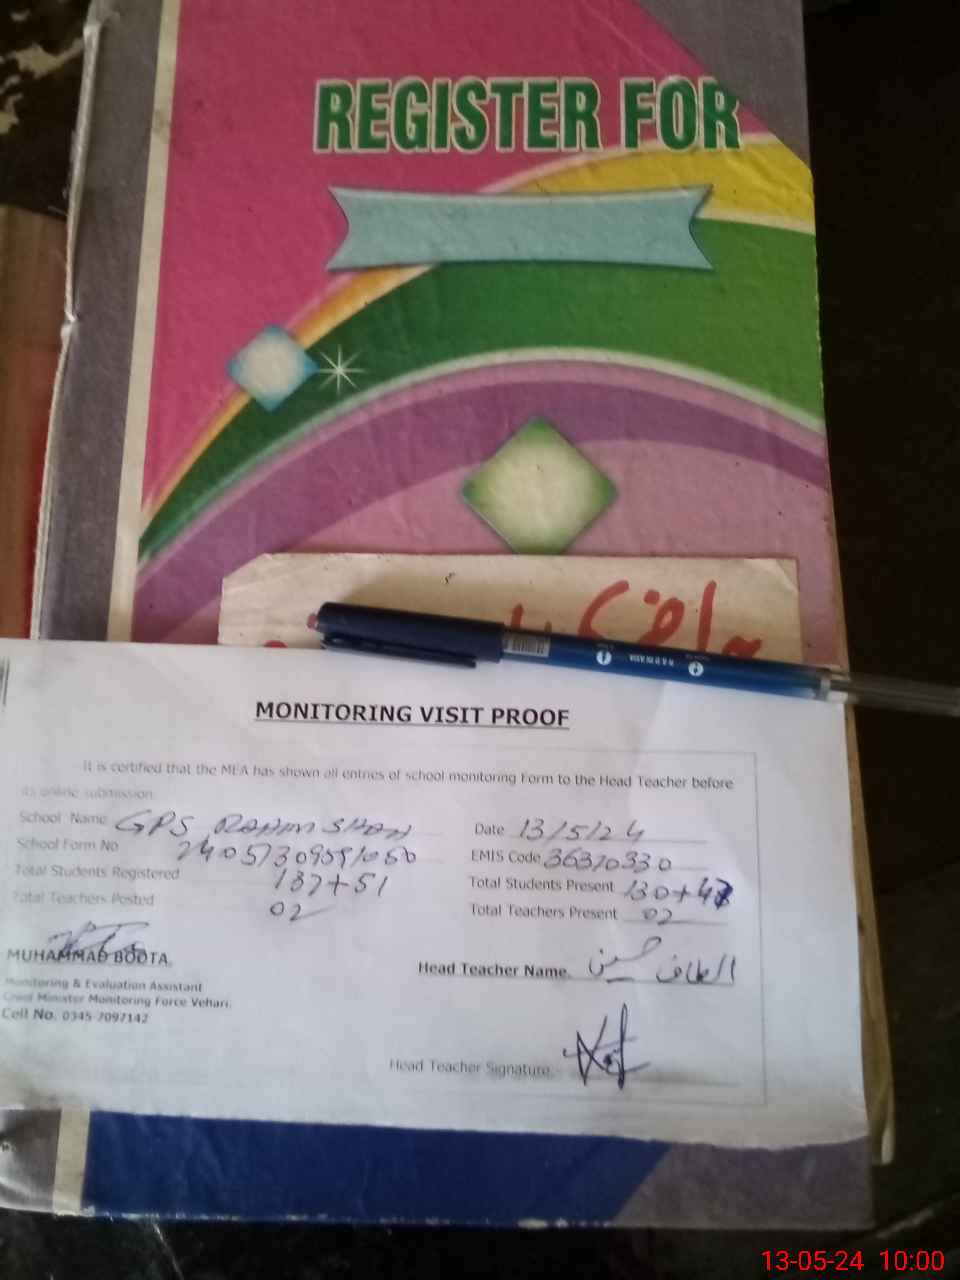 REGISTER FOR
حاضری
MONITORING VISIT PROOF
It is certified that the MEA has shown all entries of school monitoring Form to the Head Teacher before
its online submission
School Name GPS RAHIM SHAH
Date 13/5/24
School Form No
EMIS Code 36310330
Total Students Registered 137+51
Total Students Present 130+47
Total Teachers Posted 02
Total Teachers Present 02
MUHAMMAD BOOTA.
Monitoring & Evaluation Assistant
Chief Minister Monitoring Force Vehari.
Cell No. 0345-7097142
Head Teacher Name. الطاف حسین
Head Teacher Signature.
13-05-24 10:00